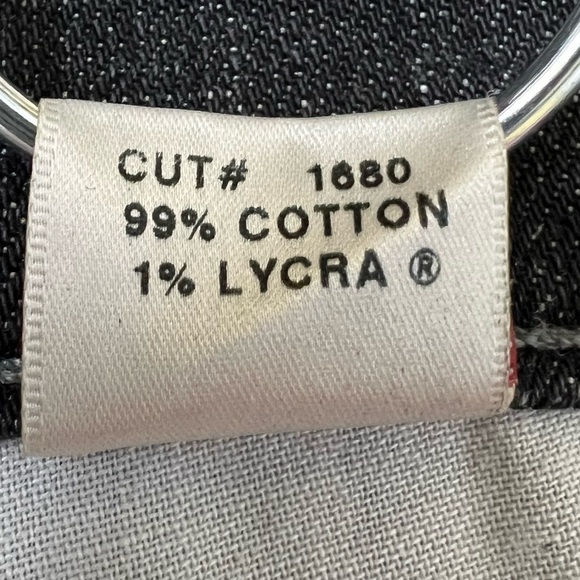 CUT# 1680
99% COTTON
1% LYCRA ®